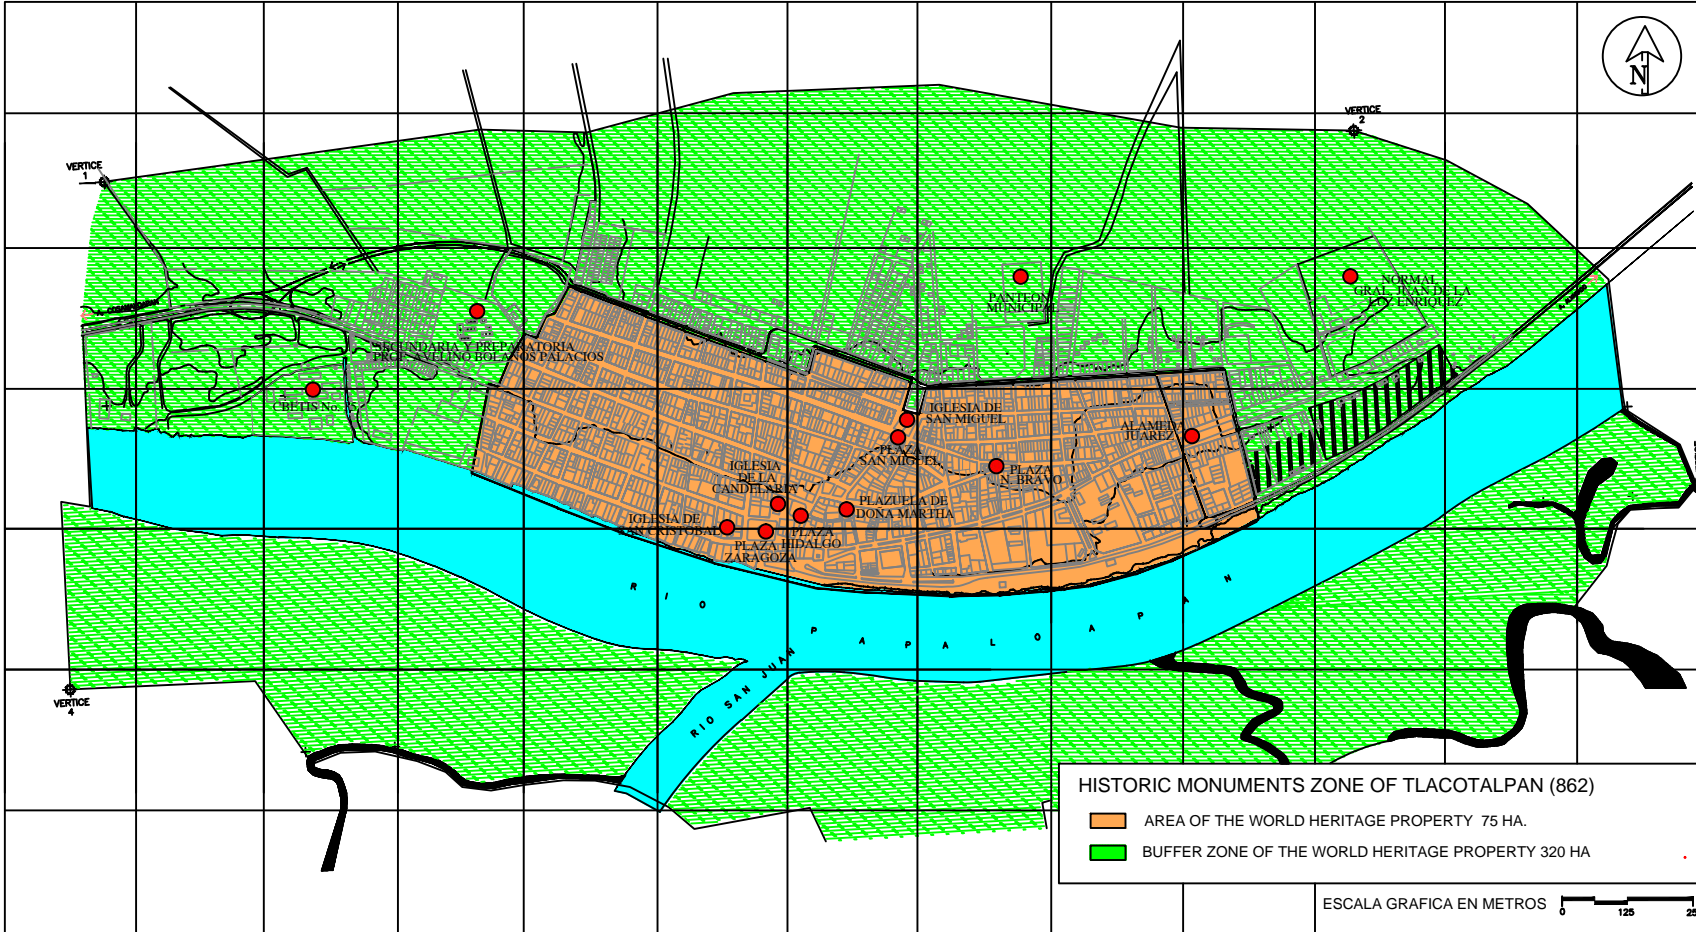 N
VERTICE
2
VERTICE
1
NORMAL
GRAL. JUAN DE LA
LUZ ENRIQUEZ
PANTEON
MUNICIPAL
SECUNDARIA Y PREPARATORIA
PROF. AVELINO BOLAÑOS PALACIOS
CBETIS No.
IGLESIA DE
SAN MIGUEL
ALAMEDA
JUAREZ
PLAZA
SAN MIGUEL
PLAZA
N. BRAVO
IGLESIA
DE LA
CANDELARIA
PLAZUELA DE
DOÑA MARTHA
IGLESIA DE
SAN CRISTOBAL
PLAZA
HIDALGO
PLAZA
ZARAGOZA
RIO PAPALOAPAN
RIO SAN JUAN
VERTICE
4
HISTORIC MONUMENTS ZONE OF TLACOTALPAN (862)
AREA OF THE WORLD HERITAGE PROPERTY 75 HA.
BUFFER ZONE OF THE WORLD HERITAGE PROPERTY 320 HA
ESCALA GRAFICA EN METROS
0 125 25